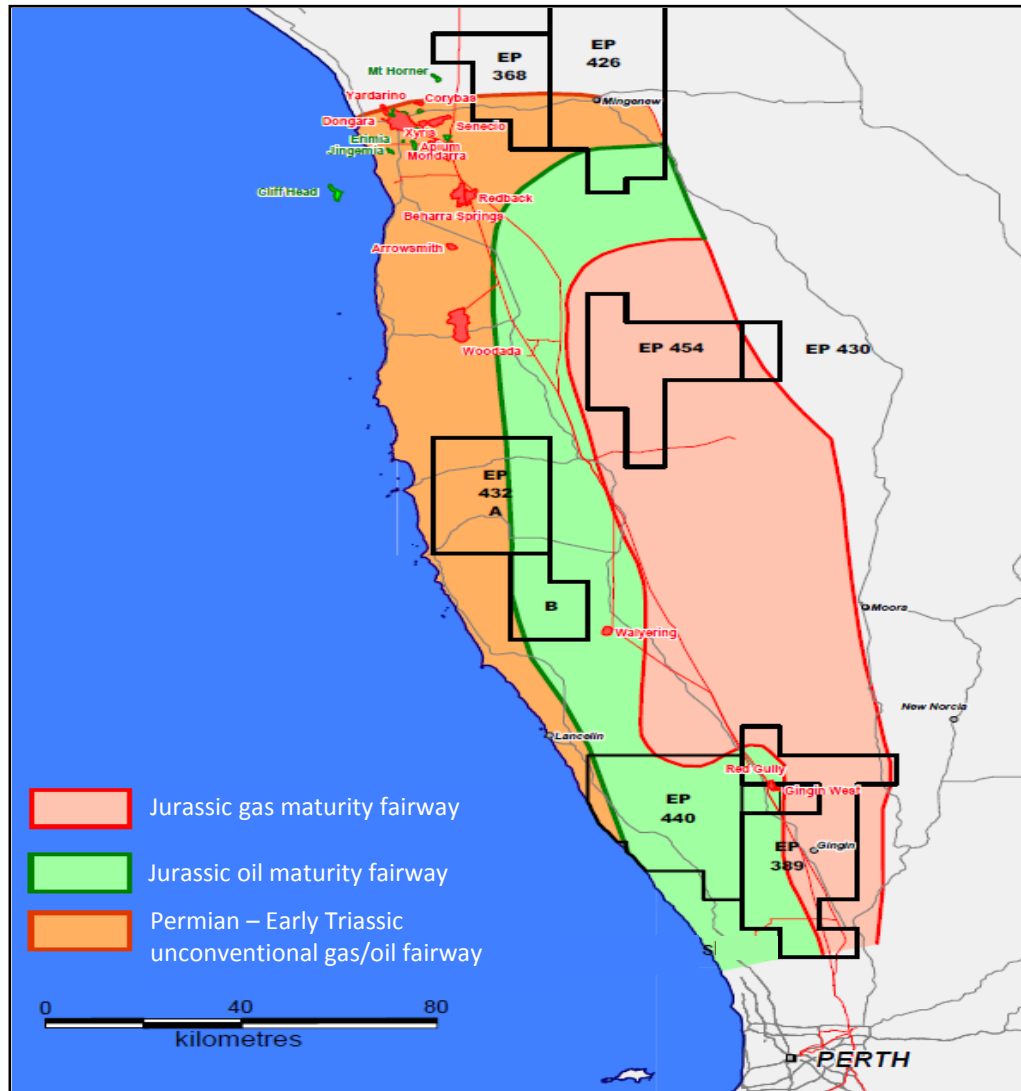 EP
368
EP
426
Mt Horner
Mingenew
Yardarino
Corybas
Dongara
Xyris
Senecio
Erimia
Apium
Jingemia
Mondarra
Cliff Head
Redback
Beharra Springs
Arrowsmith
Woodada
EP 454
EP 430
EP
432
A
B
Walyering
Moora
New Norcia
Lancelin
Red Gully
Gingin West
EP
440
EP
389
Gingin
S
Jurassic gas maturity fairway
Jurassic oil maturity fairway
Permian – Early Triassic
unconventional gas/oil fairway
0 40 80
kilometres
PERTH